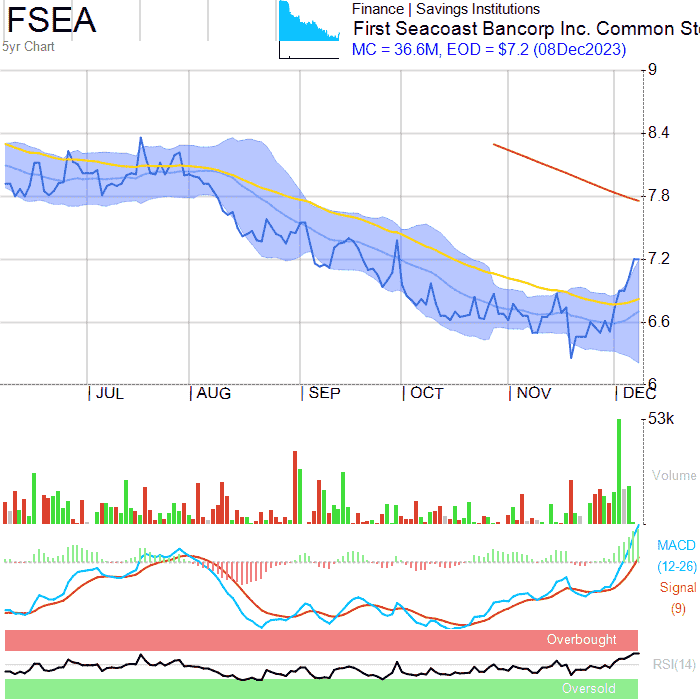 FSEA
5yr Chart
Finance | Savings Institutions
First Seacoast Bancorp Inc. Common Sto
MC = 36.6M, EOD = $7.2 (08Dec2023)
9
8.4
7.8
7.2
6.6
6
JUL AUG SEP OCT NOV DEC
53k
Volume
MACD
(12-26)
Signal
(9)
Overbought
RSI(14)
Oversold